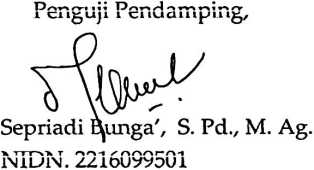 Penguji Pendamping,
Sepriadi Bunga', S. Pd., M. Ag.
NIDN. 2216099501